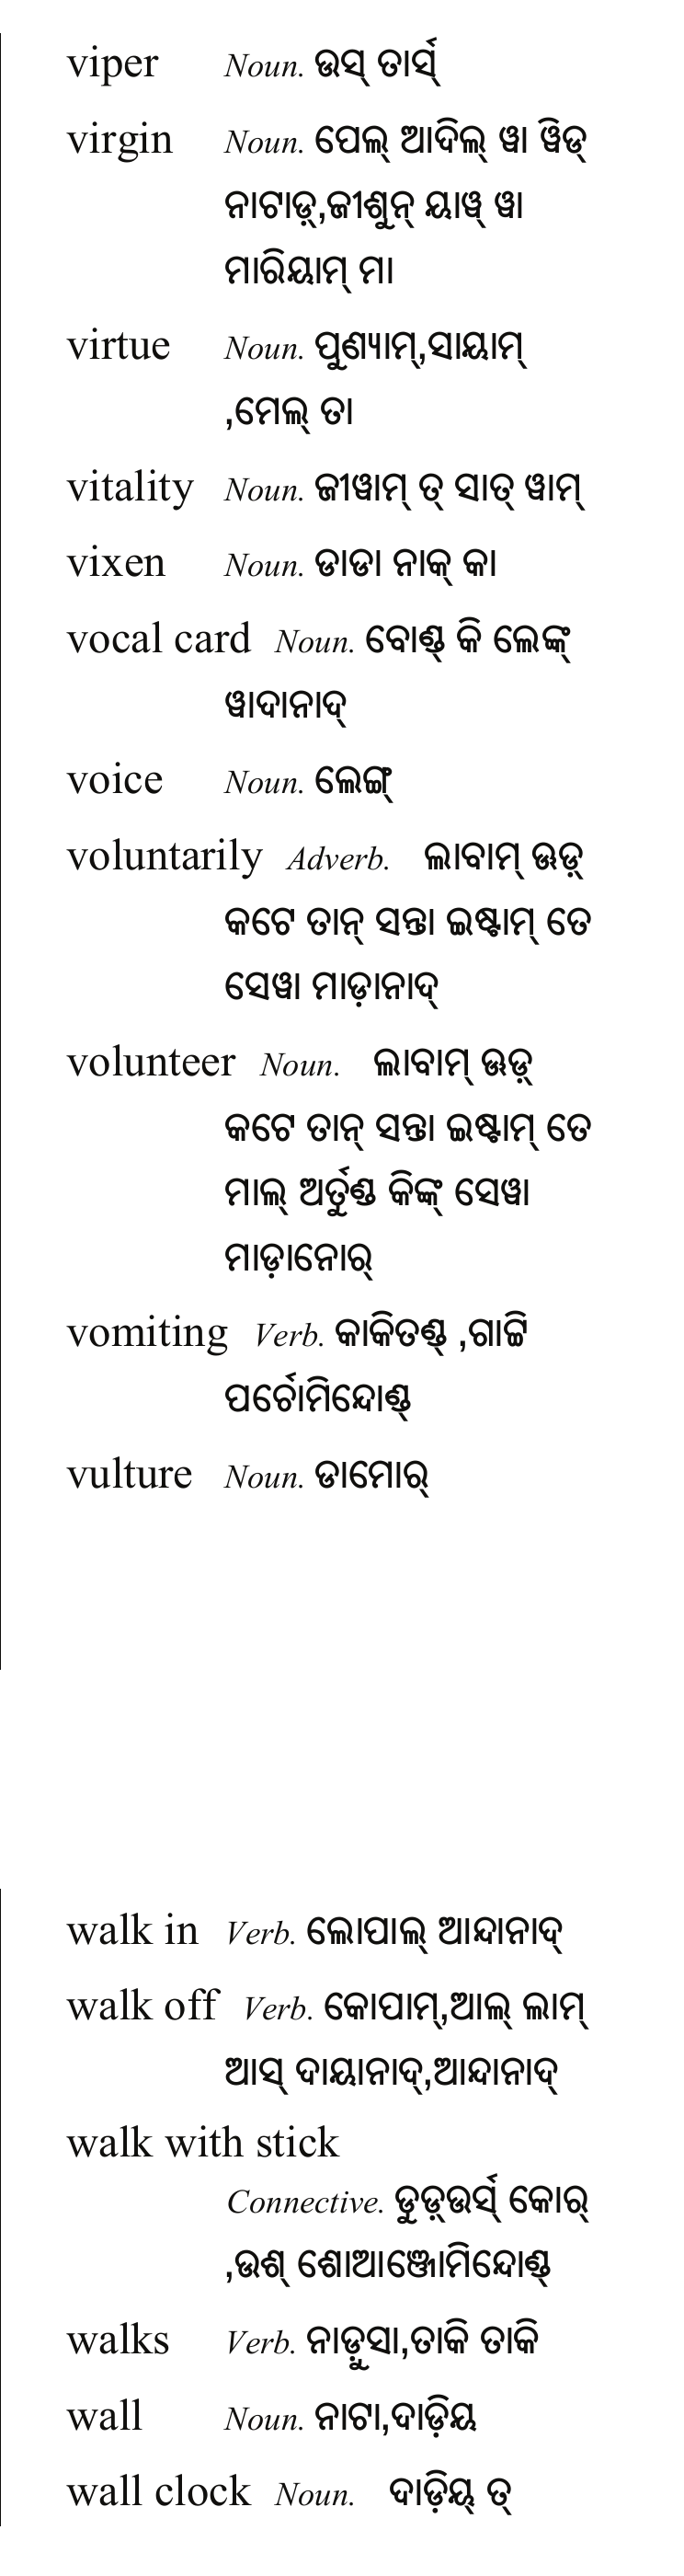 viper Noun. ଉସ୍ ତାର୍ସ୍
virgin Noun. ପେଲ୍ ଆଦିଲ୍ ୱା ୱିଡ୍
ନାଟାଡ଼୍,ଜୀଶୁନ୍ ୟାୱ୍ ୱା
ମାରିୟାମ୍ ମା
virtue Noun. ପୁଣ୍ୟାମ୍,ସାୟାମ୍
,ମେଲ୍ ତା
vitality Noun. ଜୀୱାମ୍ ତ୍ ସାତ୍ ୱାମ୍
vixen Noun. ଡାଡା ନାକ୍ କା
vocal card Noun. ବୋଣ୍ଡ୍ କି ଲେଙ୍କ୍
ୱାଦାନାଦ୍
voice Noun. ଲେଙ୍ଗ୍
voluntarily Adverb. ଲାବାମ୍ ଊଡ଼୍
କଟେ ତାନ୍ ସନ୍ତା ଇଷ୍ଟାମ୍ ତେ
ସେୱା ମାଡ଼ାନାଦ୍
volunteer Noun. ଲାବାମ୍ ଊଡ଼୍
କଟେ ତାନ୍ ସନ୍ତା ଇଷ୍ଟାମ୍ ତେ
ମାଲ୍ ଅର୍ତୁଣ୍ଡ କିଙ୍କ୍ ସେୱା
ମାଡ଼ାନୋର୍
vomiting Verb. କାକିତଣ୍ଡ୍ ,ଗାଟ୍ଟି
ପର୍ଚୋମିନ୍ଦୋଣ୍ଡ୍
vulture Noun. ଡାମୋର୍
walk in Verb. ଲୋପାଲ୍ ଆନ୍ଦାନାଦ୍
walk off Verb. କୋପାମ୍,ଆଲ୍ ଲାମ୍
ଆସ୍ ଦାୟାନାଦ୍,ଆନ୍ଦାନାଦ୍
walk with stick
Connective. ଡୁଡ଼୍ଉର୍ସ୍ କୋର୍
,ଉଶ୍ ଶୋଆଞ୍ଜୋମିନ୍ଦୋଣ୍ଡ୍
walks Verb. ନାଡ଼ୁସା,ତାକି ତାକି
wall Noun. ନାଟା,ଦାଡ଼ିୟ
wall clock Noun. ଦାଡ଼ିୟ୍ ତ୍